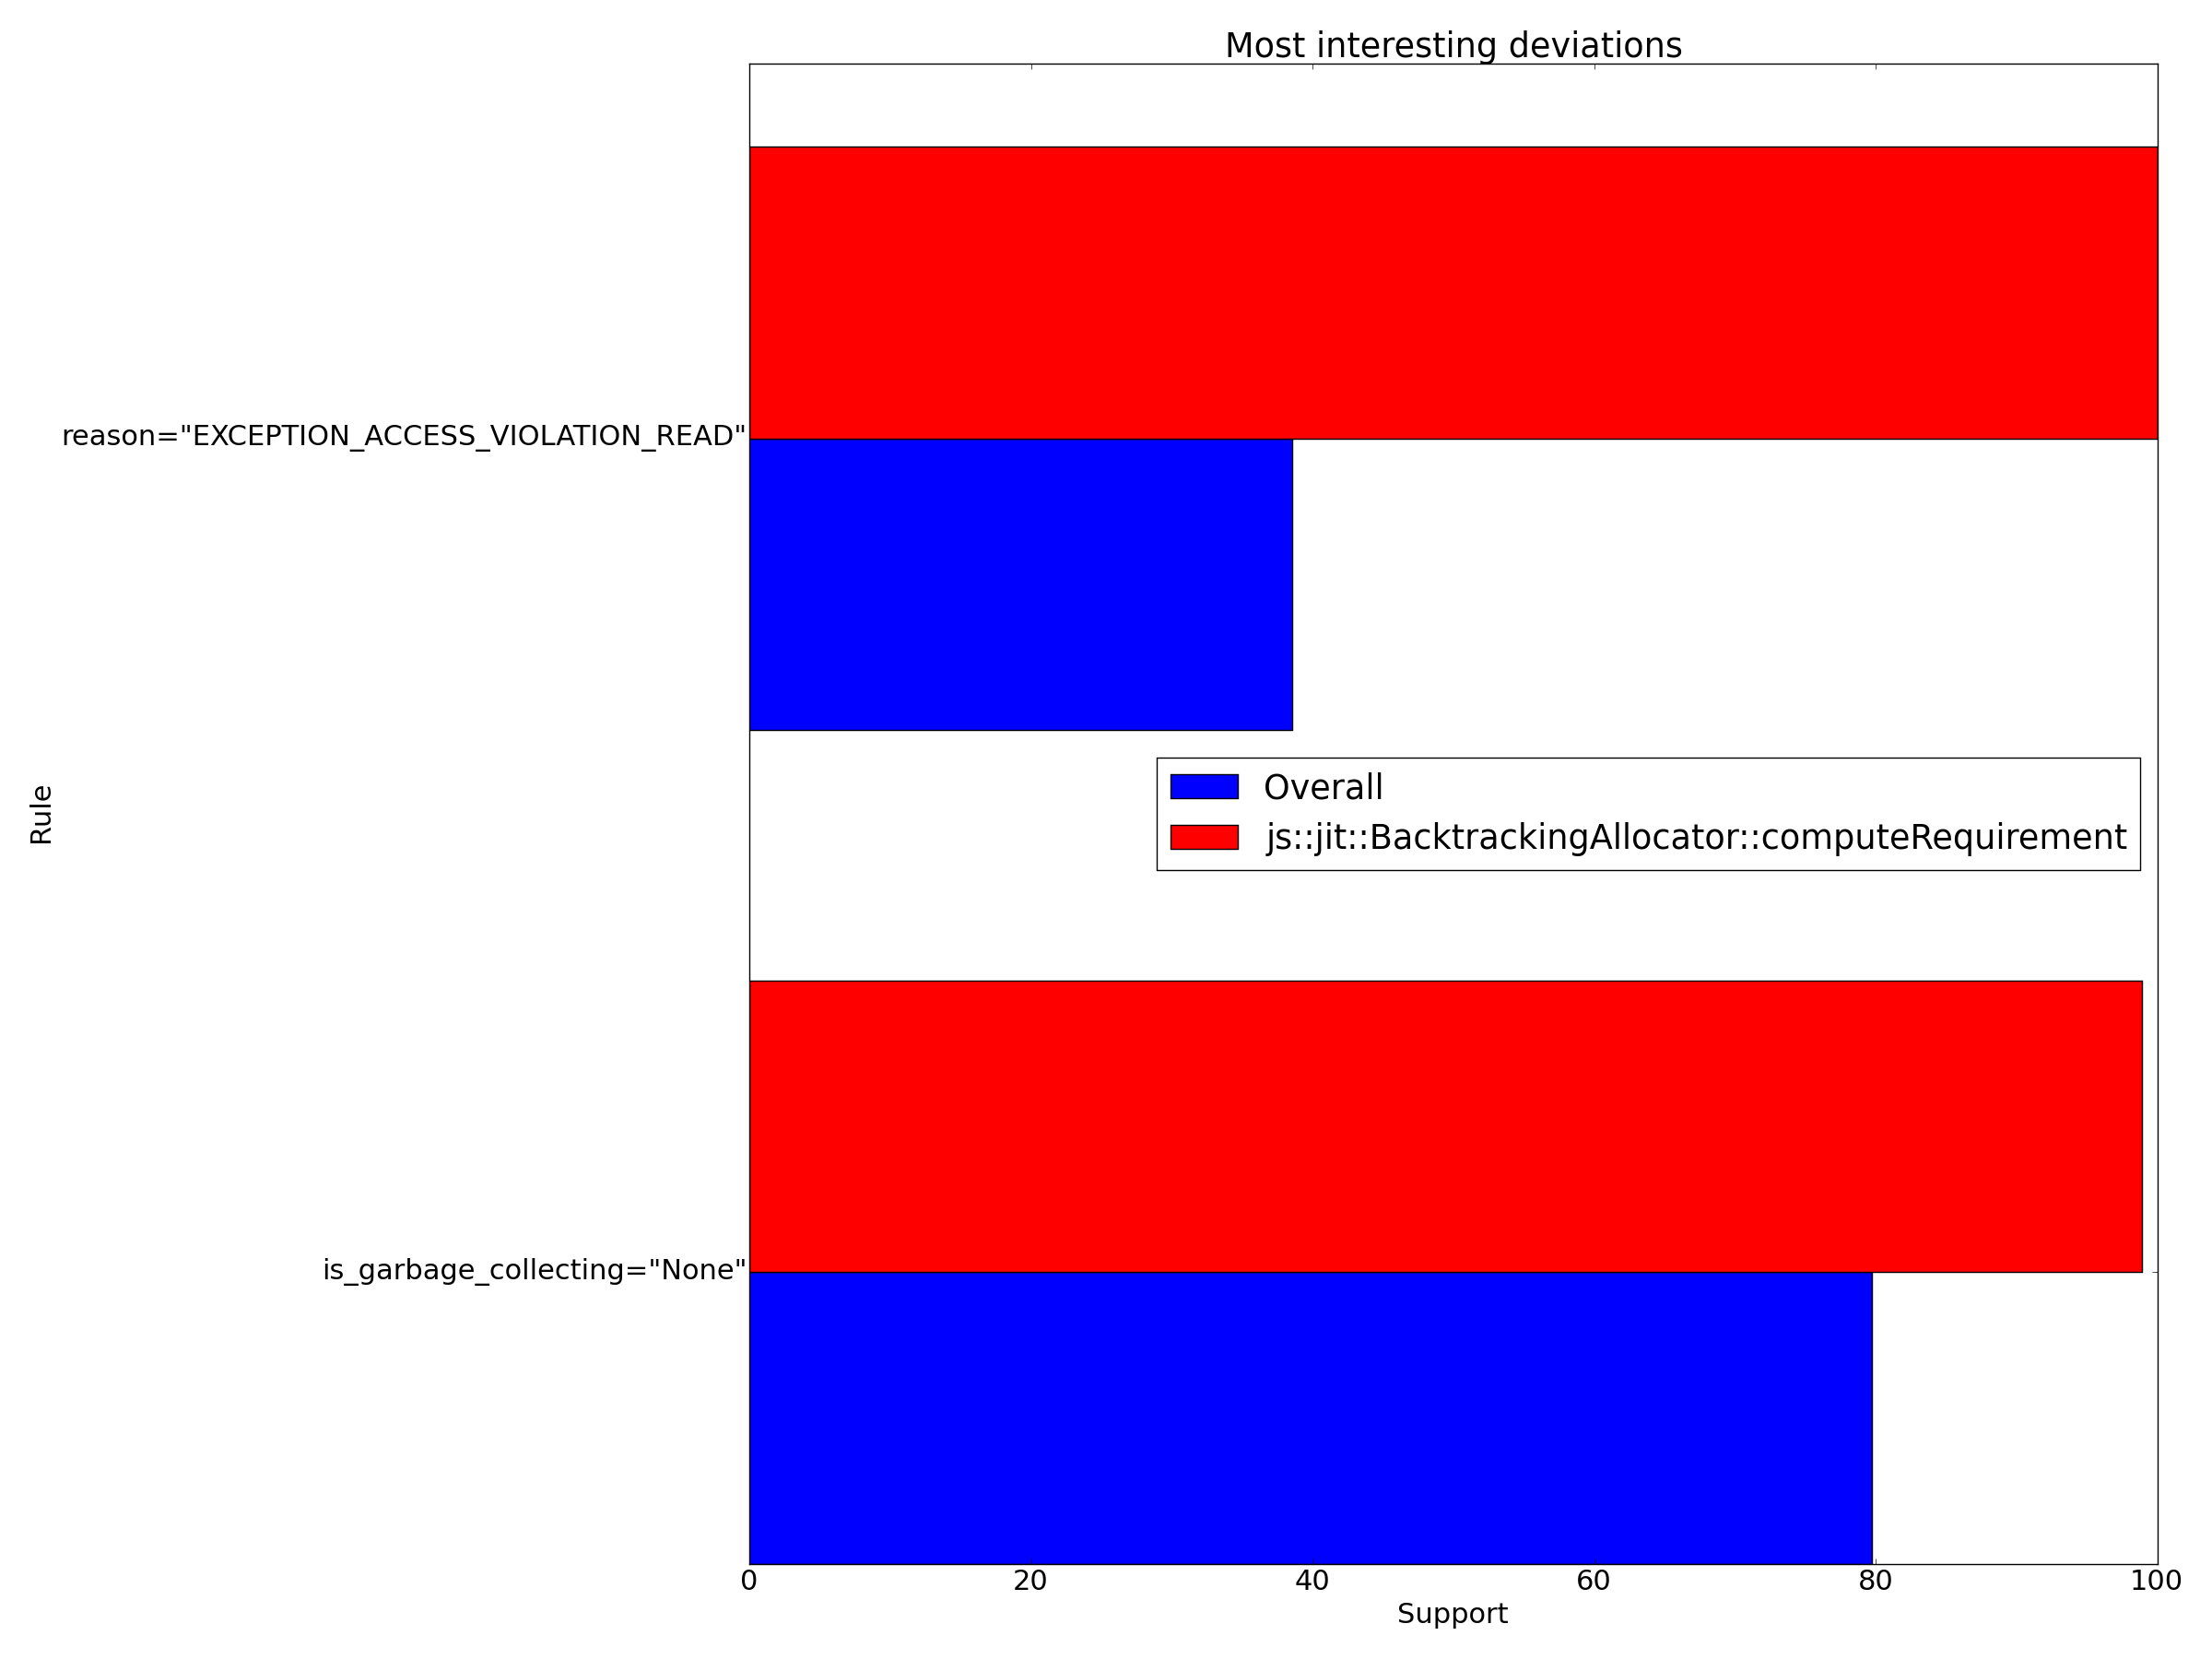 Most interesting deviations
reason="EXCEPTION_ACCESS_VIOLATION_READ"
Rule
Overall
js::jit::BacktrackingAllocator::computeRequirement
is_garbage_collecting="None"
0 20 40 60 80 100
Support